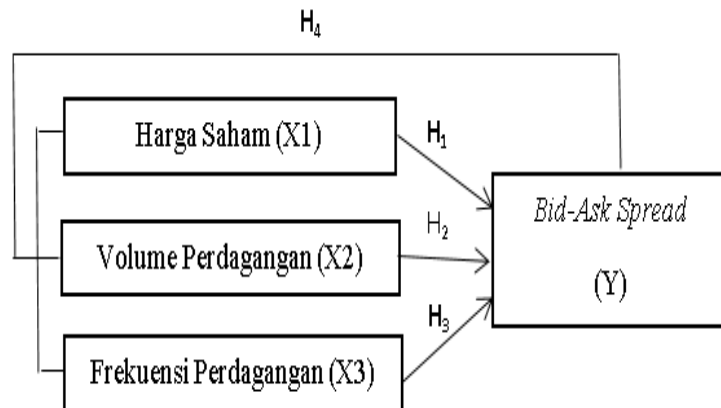 H₄
Harga Saham (X1)
H₁
Bid-Ask Spread
(Y)
Volume Perdagangan (X2)
H₂
Frekuensi Perdagangan (X3)
H₃